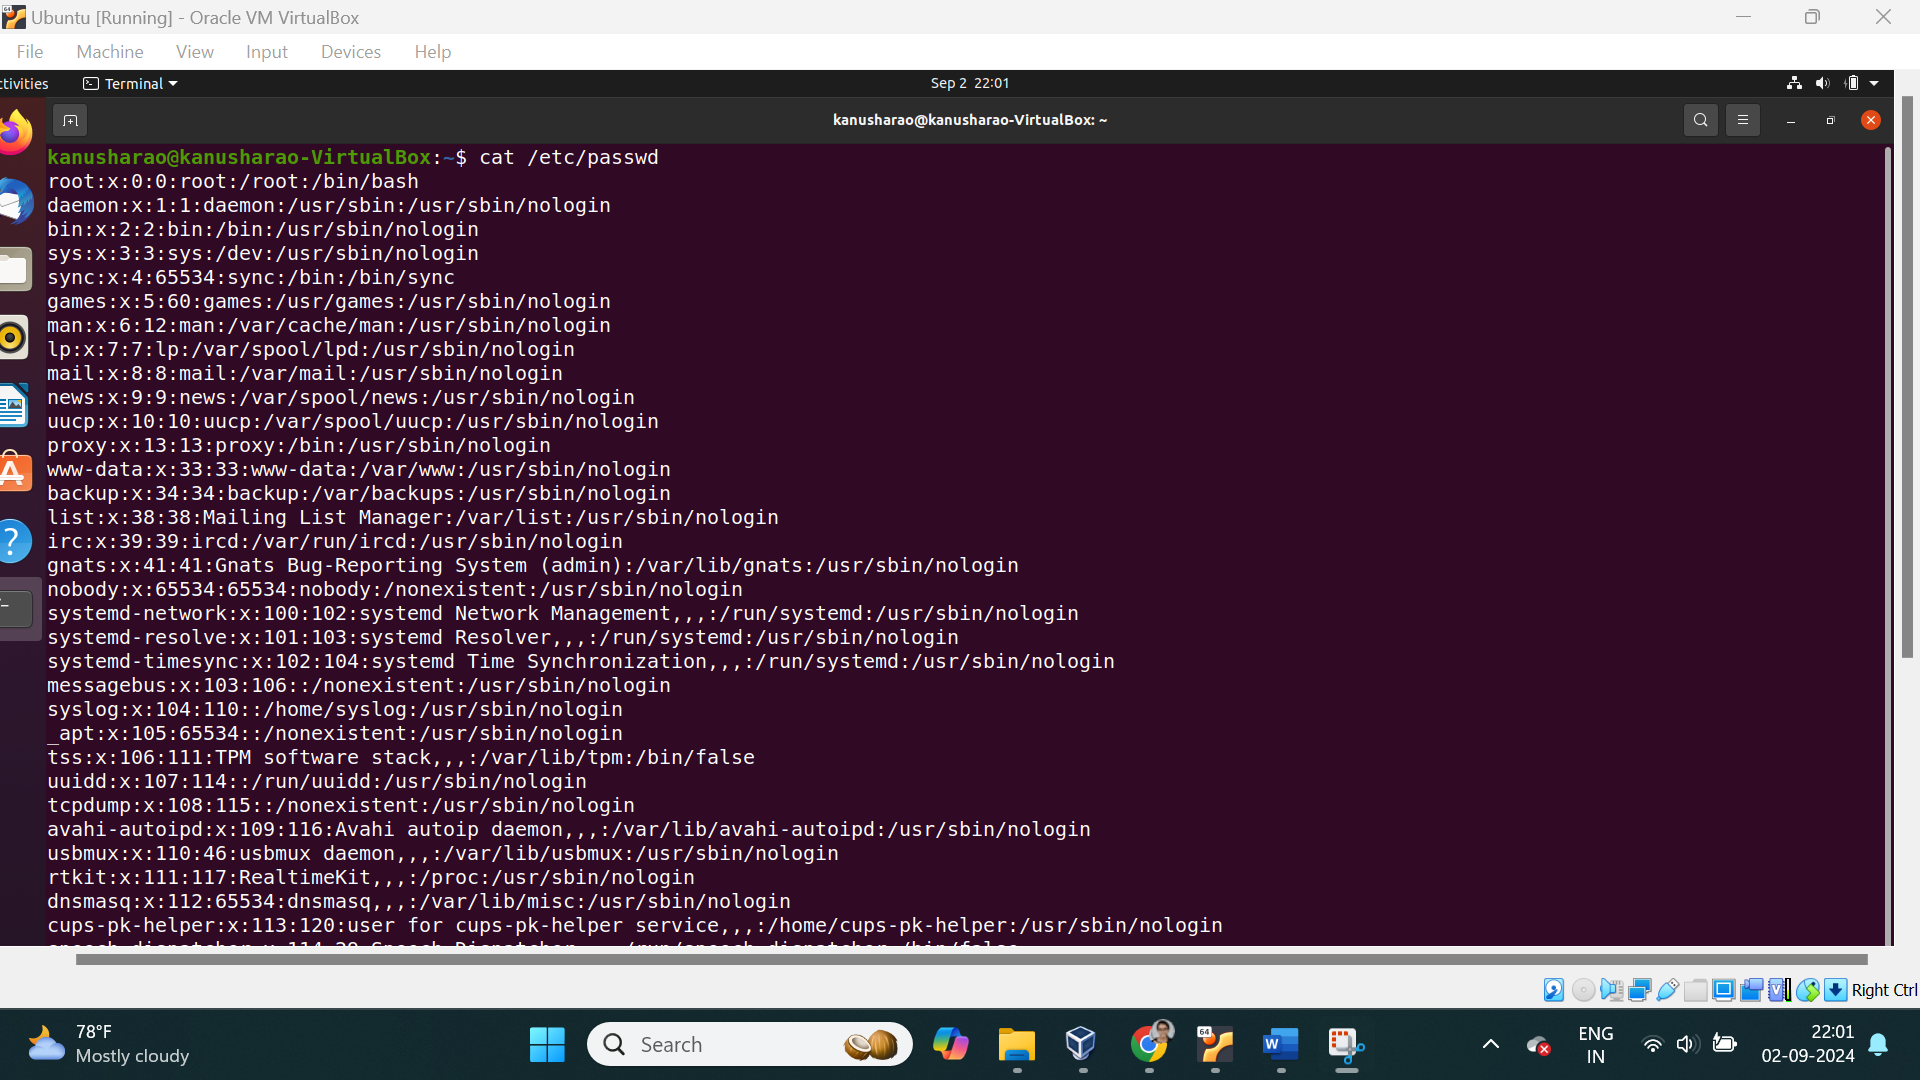 Ubuntu [Running] - Oracle VM VirtualBox
File Machine View Input Devices Help
ctivities Terminal Sep 2 22:01
kanusharao@kanusharao-VirtualBox: ~
kanusharao@kanusharao-VirtualBox:~$ cat /etc/passwd
root:x:0:0:root:/root:/bin/bash
daemon:x:1:1:daemon:/usr/sbin:/usr/sbin/nologin
bin:x:2:2:bin:/bin:/usr/sbin/nologin
sys:x:3:3:sys:/dev:/usr/sbin/nologin
sync:x:4:65534:sync:/bin:/bin/sync
games:x:5:60:games:/usr/games:/usr/sbin/nologin
man:x:6:12:man:/var/cache/man:/usr/sbin/nologin
lp:x:7:7:lp:/var/spool/lpd:/usr/sbin/nologin
mail:x:8:8:mail:/var/mail:/usr/sbin/nologin
news:x:9:9:news:/var/spool/news:/usr/sbin/nologin
uucp:x:10:10:uucp:/var/spool/uucp:/usr/sbin/nologin
proxy:x:13:13:proxy:/bin:/usr/sbin/nologin
www-data:x:33:33:www-data:/var/www:/usr/sbin/nologin
backup:x:34:34:backup:/var/backups:/usr/sbin/nologin
list:x:38:38:Mailing List Manager:/var/list:/usr/sbin/nologin
irc:x:39:39:ircd:/var/run/ircd:/usr/sbin/nologin
gnats:x:41:41:Gnats Bug-Reporting System (admin):/var/lib/gnats:/usr/sbin/nologin
nobody:x:65534:65534:nobody:/nonexistent:/usr/sbin/nologin
systemd-network:x:100:102:systemd Network Management,,,:/run/systemd:/usr/sbin/nologin
systemd-resolve:x:101:103:systemd Resolver,,,:/run/systemd:/usr/sbin/nologin
systemd-timesync:x:102:104:systemd Time Synchronization,,,:/run/systemd:/usr/sbin/nologin
messagebus:x:103:106::/nonexistent:/usr/sbin/nologin
syslog:x:104:110::/home/syslog:/usr/sbin/nologin
_apt:x:105:65534::/nonexistent:/usr/sbin/nologin
tss:x:106:111:TPM software stack,,,:/var/lib/tpm:/bin/false
uuidd:x:107:114::/run/uuidd:/usr/sbin/nologin
tcpdump:x:108:115::/nonexistent:/usr/sbin/nologin
avahi-autoipd:x:109:116:Avahi autoip daemon,,,:/var/lib/avahi-autoipd:/usr/sbin/nologin
usbmux:x:110:46:usbmux daemon,,,:/var/lib/usbmux:/usr/sbin/nologin
rtkit:x:111:117:RealtimeKit,,,:/proc:/usr/sbin/nologin
dnsmasq:x:112:65534:dnsmasq,,,:/var/lib/misc:/usr/sbin/nologin
cups-pk-helper:x:113:120:user for cups-pk-helper service,,,:/home/cups-pk-helper:/usr/sbin/nologin
Right Ctrl
78°F
Mostly cloudy
Search
ENG
IN
22:01
02-09-2024